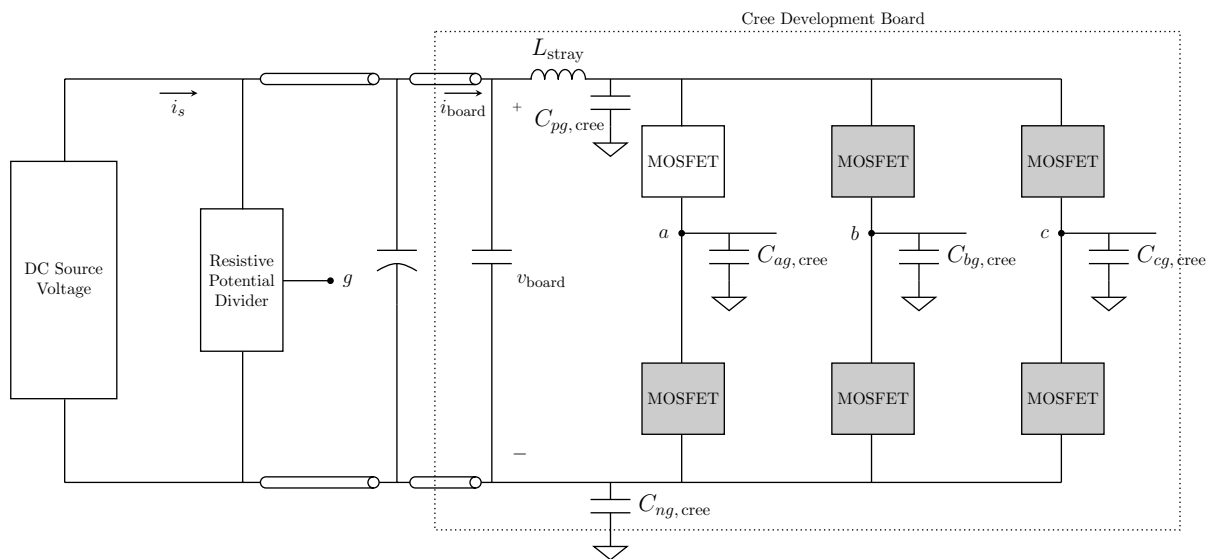 Cree Development Board
L_stray
i_s
i_board
+
C_pg, cree
MOSFET
MOSFET
MOSFET
a
b
c
C_ag, cree
C_bg, cree
C_cg, cree
DC Source
Voltage
Resistive
Potential
Divider
g
v_board
MOSFET
MOSFET
MOSFET
−
C_ng, cree